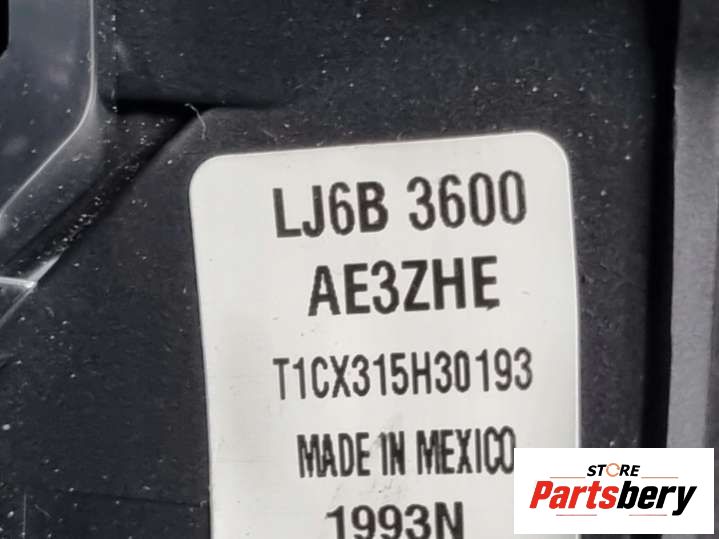 LJ6B 3600
AE3ZHE
T1CX315H30193
MADE IN MEXICO
1993N
STORE
Partsbery